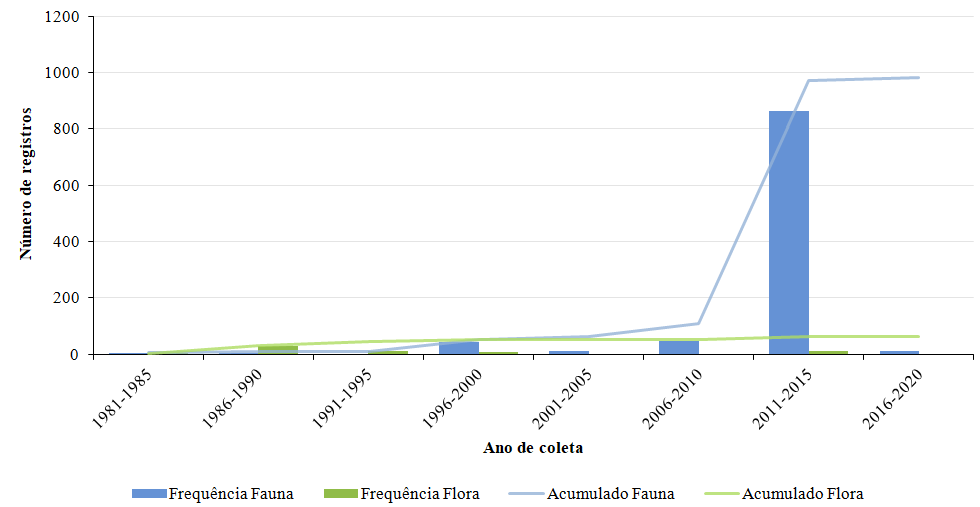 1200
1000
800
600
400
200
0
Número de registros
1981-1985
1986-1990
1991-1995
1996-2000
2001-2005
2006-2010
2011-2015
2016-2020
Ano de coleta
Frequência Fauna
Frequência Flora
Acumulado Fauna
Acumulado Flora